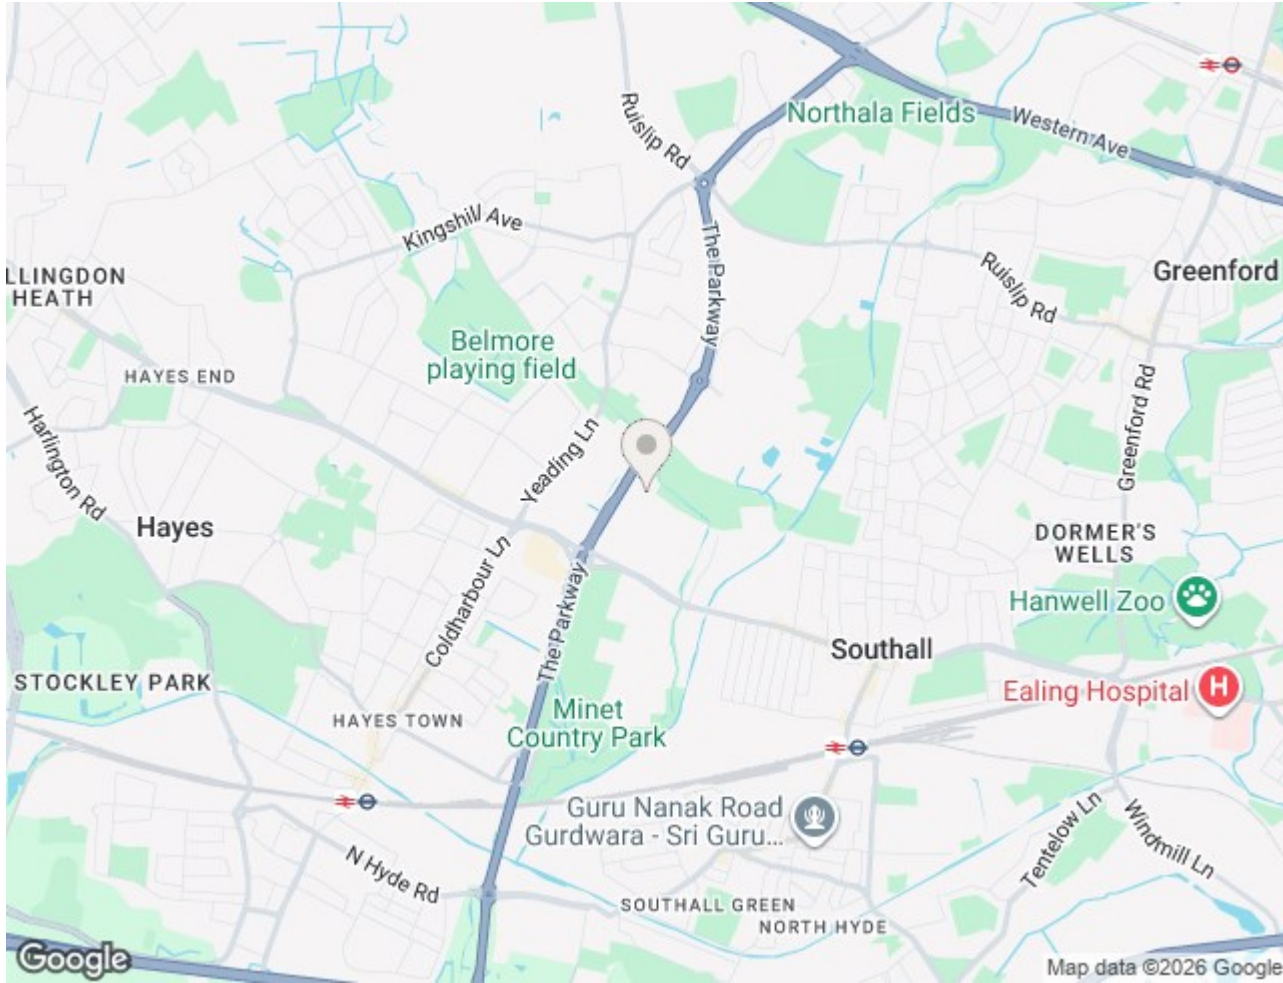 Northala Fields
Western Ave
Ruislip Rd
Kingshill Ave
The Parkway
Ruislip Rd
Greenford
LLINGDON
HEATH
Belmore
playing field
HAYES END
Greenford Rd
Harlington Rd
Yeading Ln
Hayes
DORMER'S
WELLS
Coldharbour Ln
Hanwell Zoo
The Parkway
Southall
STOCKLEY PARK
Ealing Hospital
H
HAYES TOWN
Minet
Country Park
Guru Nanak Road
Gurdwara - Sri Guru...
Tentelow Ln
Windmill Ln
N Hyde Rd
SOUTHALL GREEN
NORTH HYDE
Google
Map data ©2026 Google